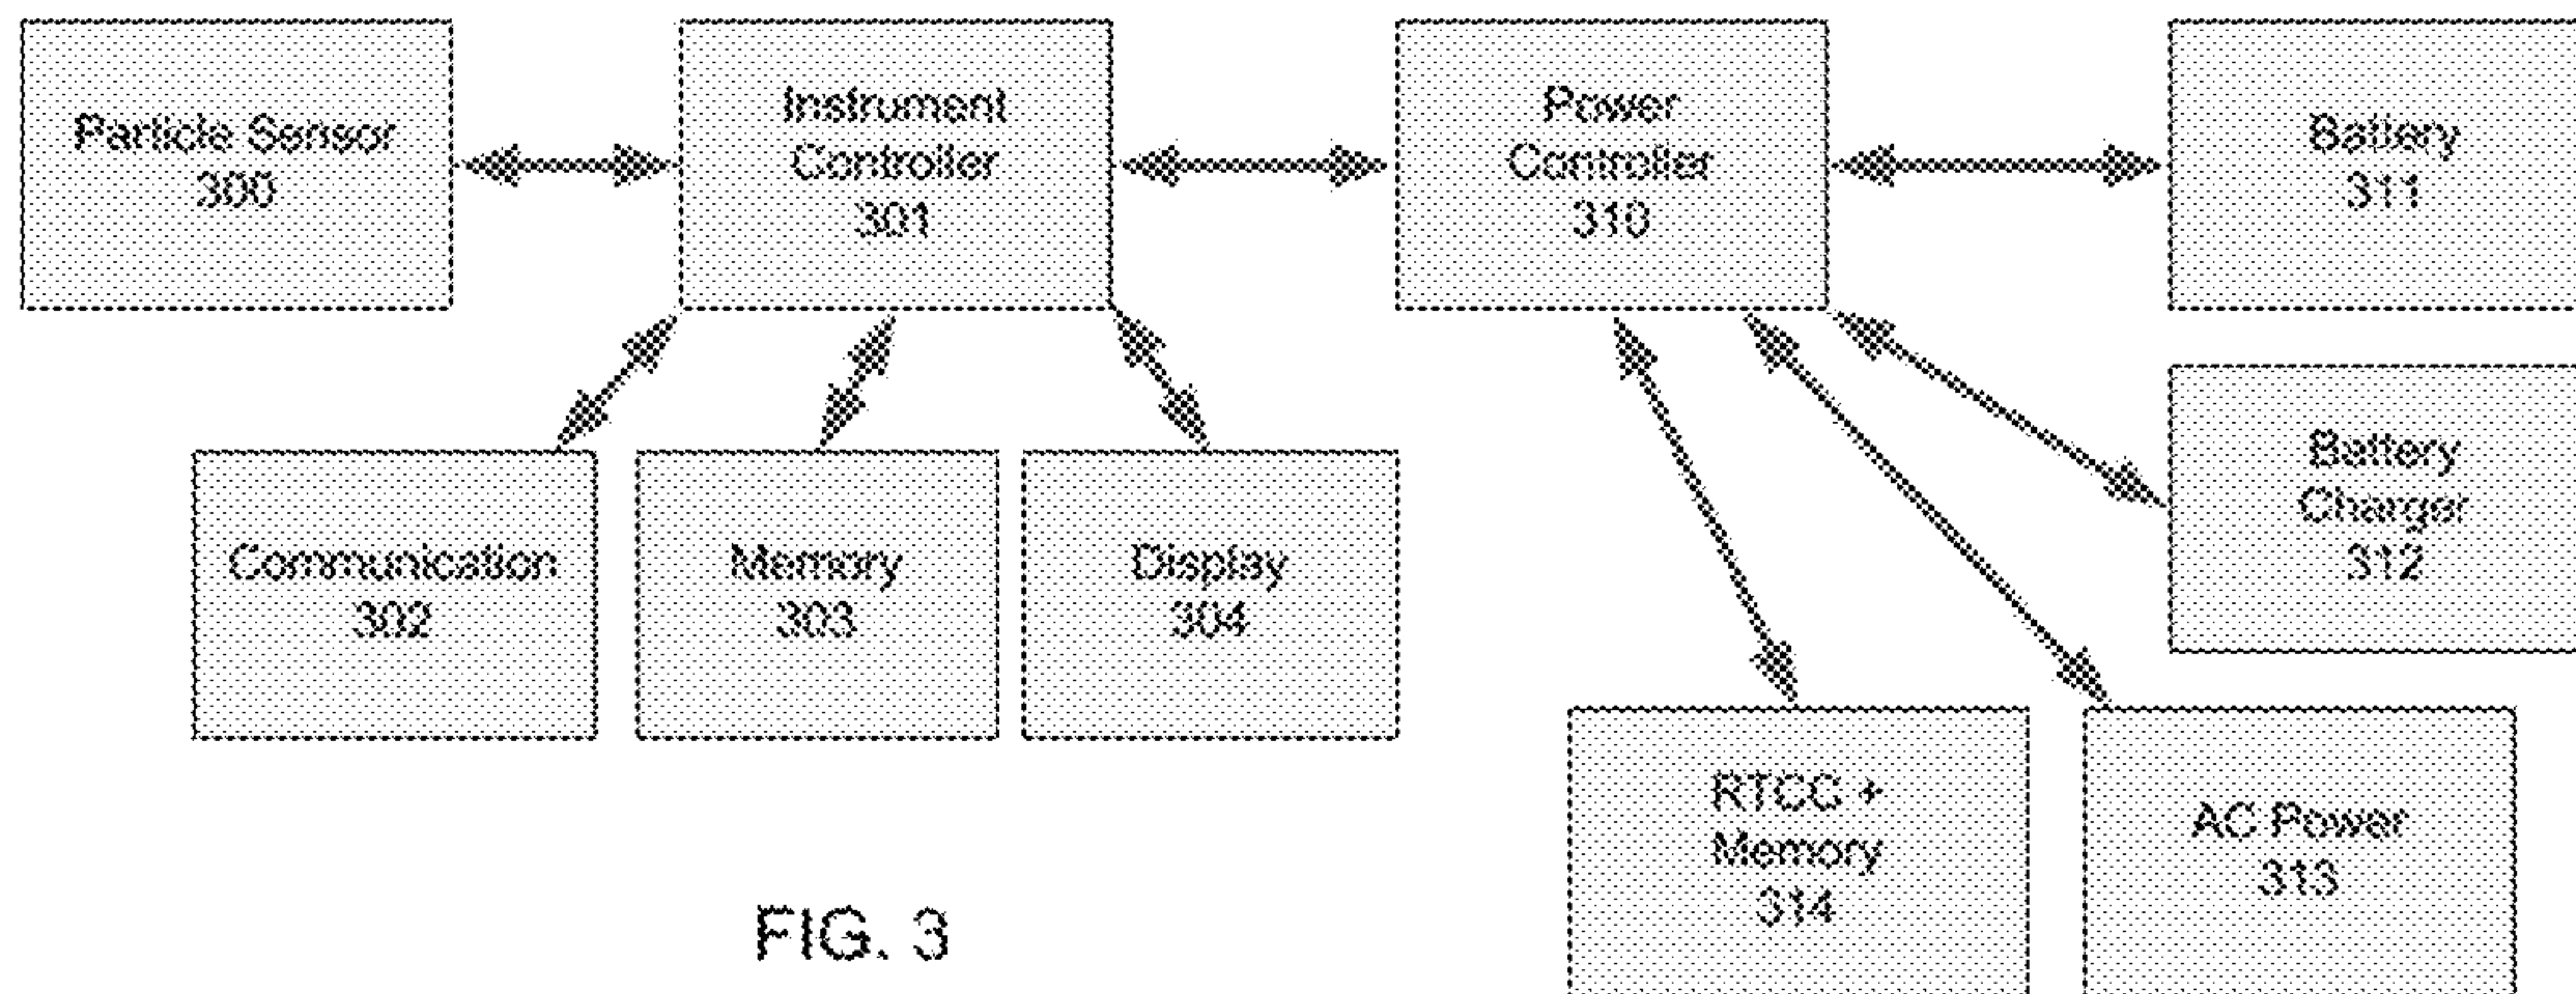 Particle Sensor
300
Instrument
Controller
301
Power
Controller
310
Battery
311
Battery
Charger
312
Communication
302
Memory
303
Display
304
RTCC +
Memory
314
AC Power
313
FIG. 3